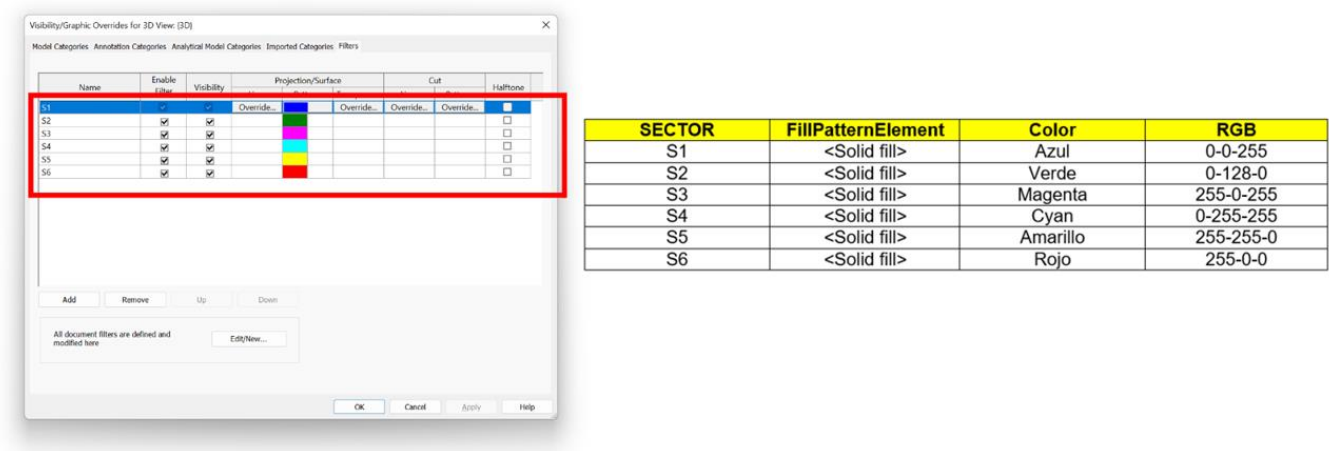 Visibility/Graphic Overrides for 3D View: {3D}
Model Categories Annotation Categories Analytical Model Categories Imported Categories Filters
Name Enable Filter Visibility Projection/Surface Cut Halftone
S1 Override... Override... Override... Override...
S2
S3
S4
S5
S6
Add Remove Up Down
All document filters are defined and
modified here
Edit/New...
OK Cancel Apply Help
SECTOR FillPatternElement Color RGB
S1 <Solid fill> Azul 0-0-255
S2 <Solid fill> Verde 0-128-0
S3 <Solid fill> Magenta 255-0-255
S4 <Solid fill> Cyan 0-255-255
S5 <Solid fill> Amarillo 255-255-0
S6 <Solid fill> Rojo 255-0-0